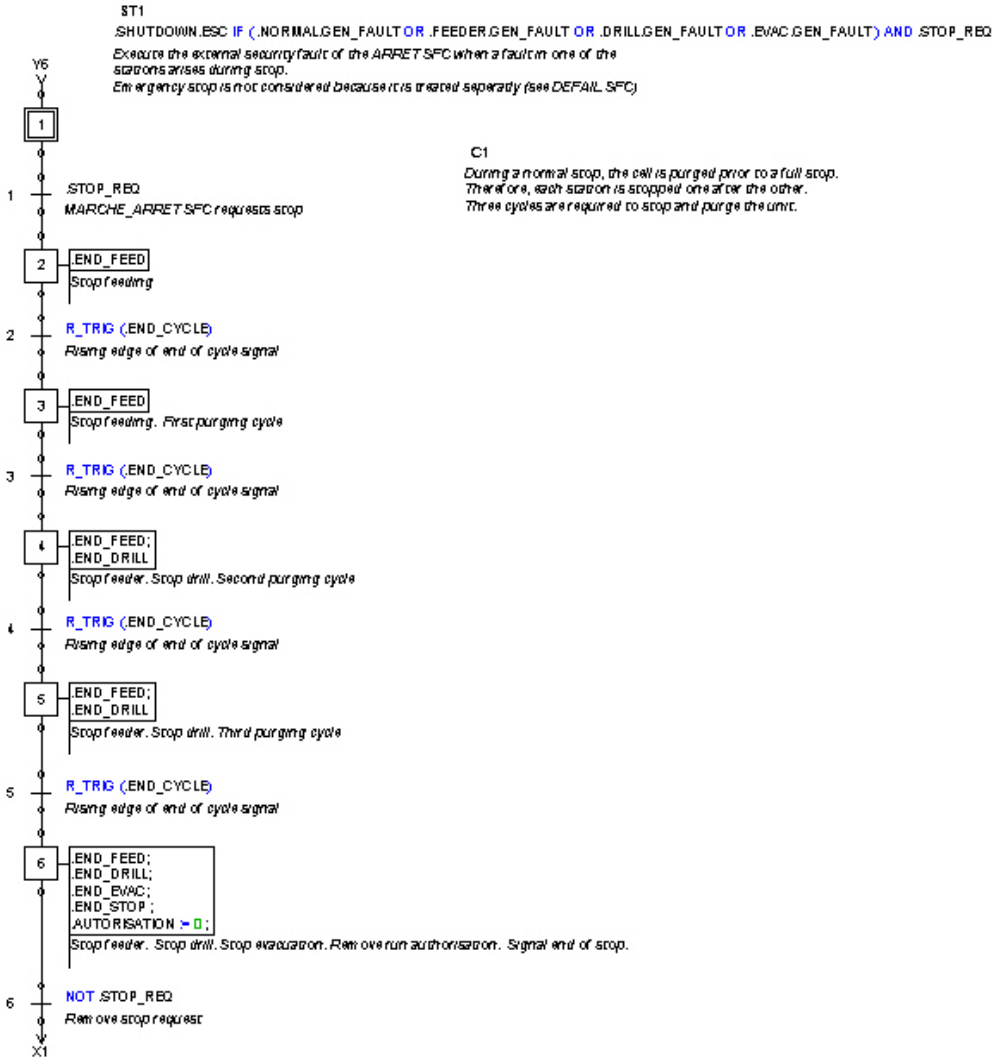 ST1
.SHUTDOWN.ESC IF ( .NORMAL.GEN_FAULT OR .FEEDER.GEN_FAULT OR .DRILL.GEN_FAULT OR .EVAC.GEN_FAULT ) AND .STOP_REQ
Execute the external security fault of the ARRET SFC when a fault in one of the
stations arises during stop.
Emergency stop is not considered because it is treated seperatly (see DEFAIL SFC)
Y6
1
C1
During a normal stop, the cell is purged prior to a full stop.
Therefore, each station is stopped one after the other.
Three cycles are required to stop and purge the unit.
1
.STOP_REQ
MARCHE_ARRET SFC requests stop
2
.END_FEED
Stop feeding
2
R_TRIG (.END_CYCLE)
Rising edge of end of cycle signal
3
.END_FEED
Stop feeding. First purging cycle
3
R_TRIG (.END_CYCLE)
Rising edge of end of cycle signal
4
.END_FEED;
.END_DRILL
Stop feeder. Stop drill. Second purging cycle
4
R_TRIG (.END_CYCLE)
Rising edge of end of cycle signal
5
.END_FEED;
.END_DRILL
Stop feeder. Stop drill. Third purging cycle
5
R_TRIG (.END_CYCLE)
Rising edge of end of cycle signal
6
.END_FEED;
.END_DRILL;
.END_EVAC;
.END_STOP ;
.AUTORISATION := 0 ;
Stop feeder. Stop drill. Stop evacuation. Remove run authorisation. Signal end of stop.
6
NOT .STOP_REQ
Remove stop request
X1